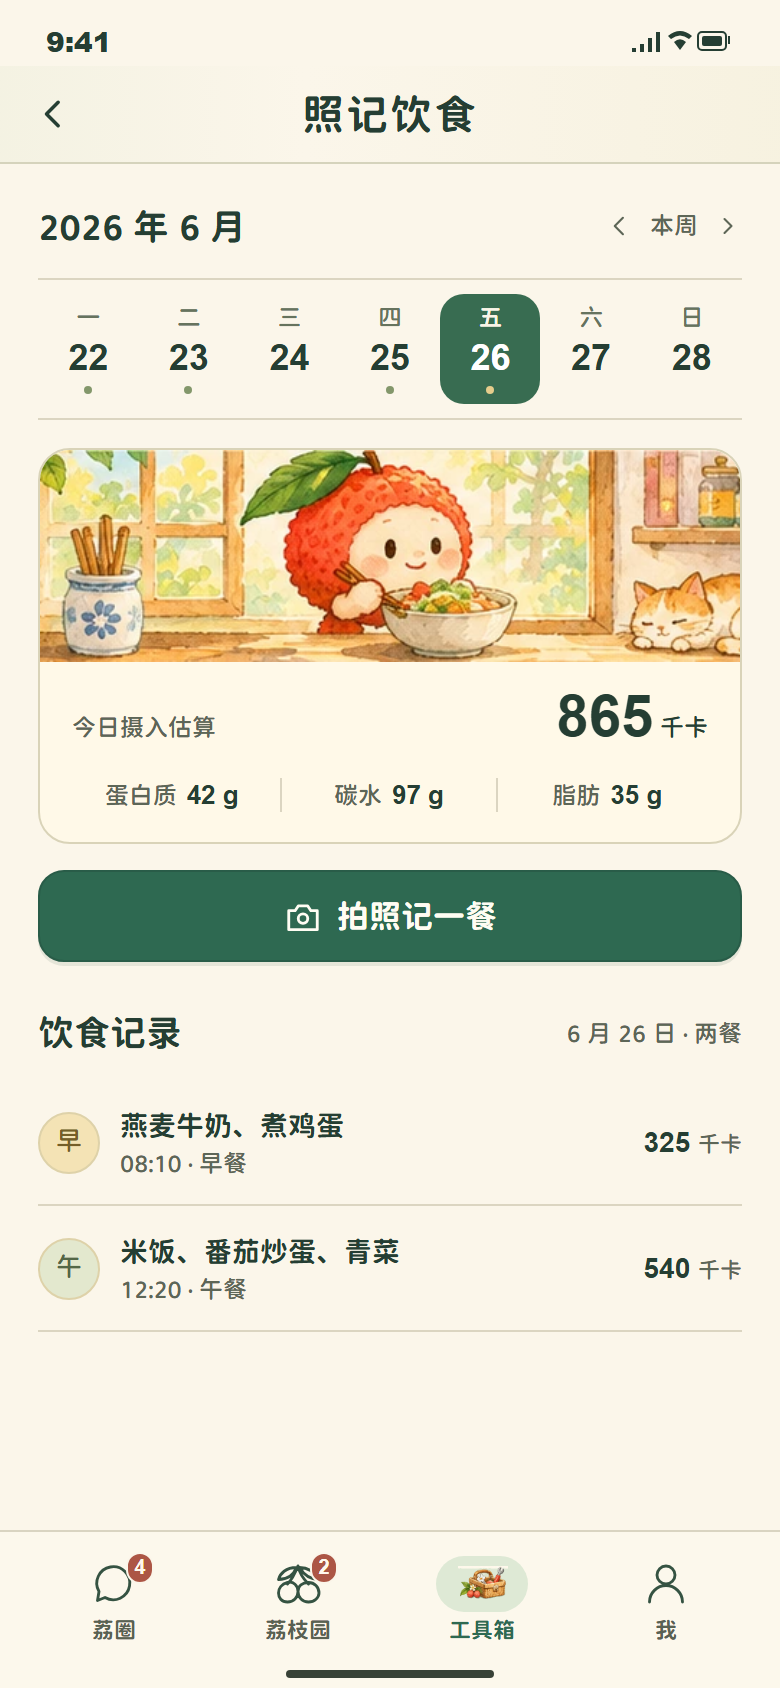 9:41
照记饮食
2026 年 6 月
本周
一 二 三 四 五 六 日
22 23 24 25 26 27 28
今日摄入估算 865 千卡
蛋白质 42 g 碳水 97 g 脂肪 35 g
拍照记一餐
饮食记录 6 月 26 日 · 两餐
早 燕麦牛奶、煮鸡蛋
08:10 · 早餐
325 千卡
午 米饭、番茄炒蛋、青菜
12:20 · 午餐
540 千卡
4 2
荔圈 荔枝园 工具箱 我